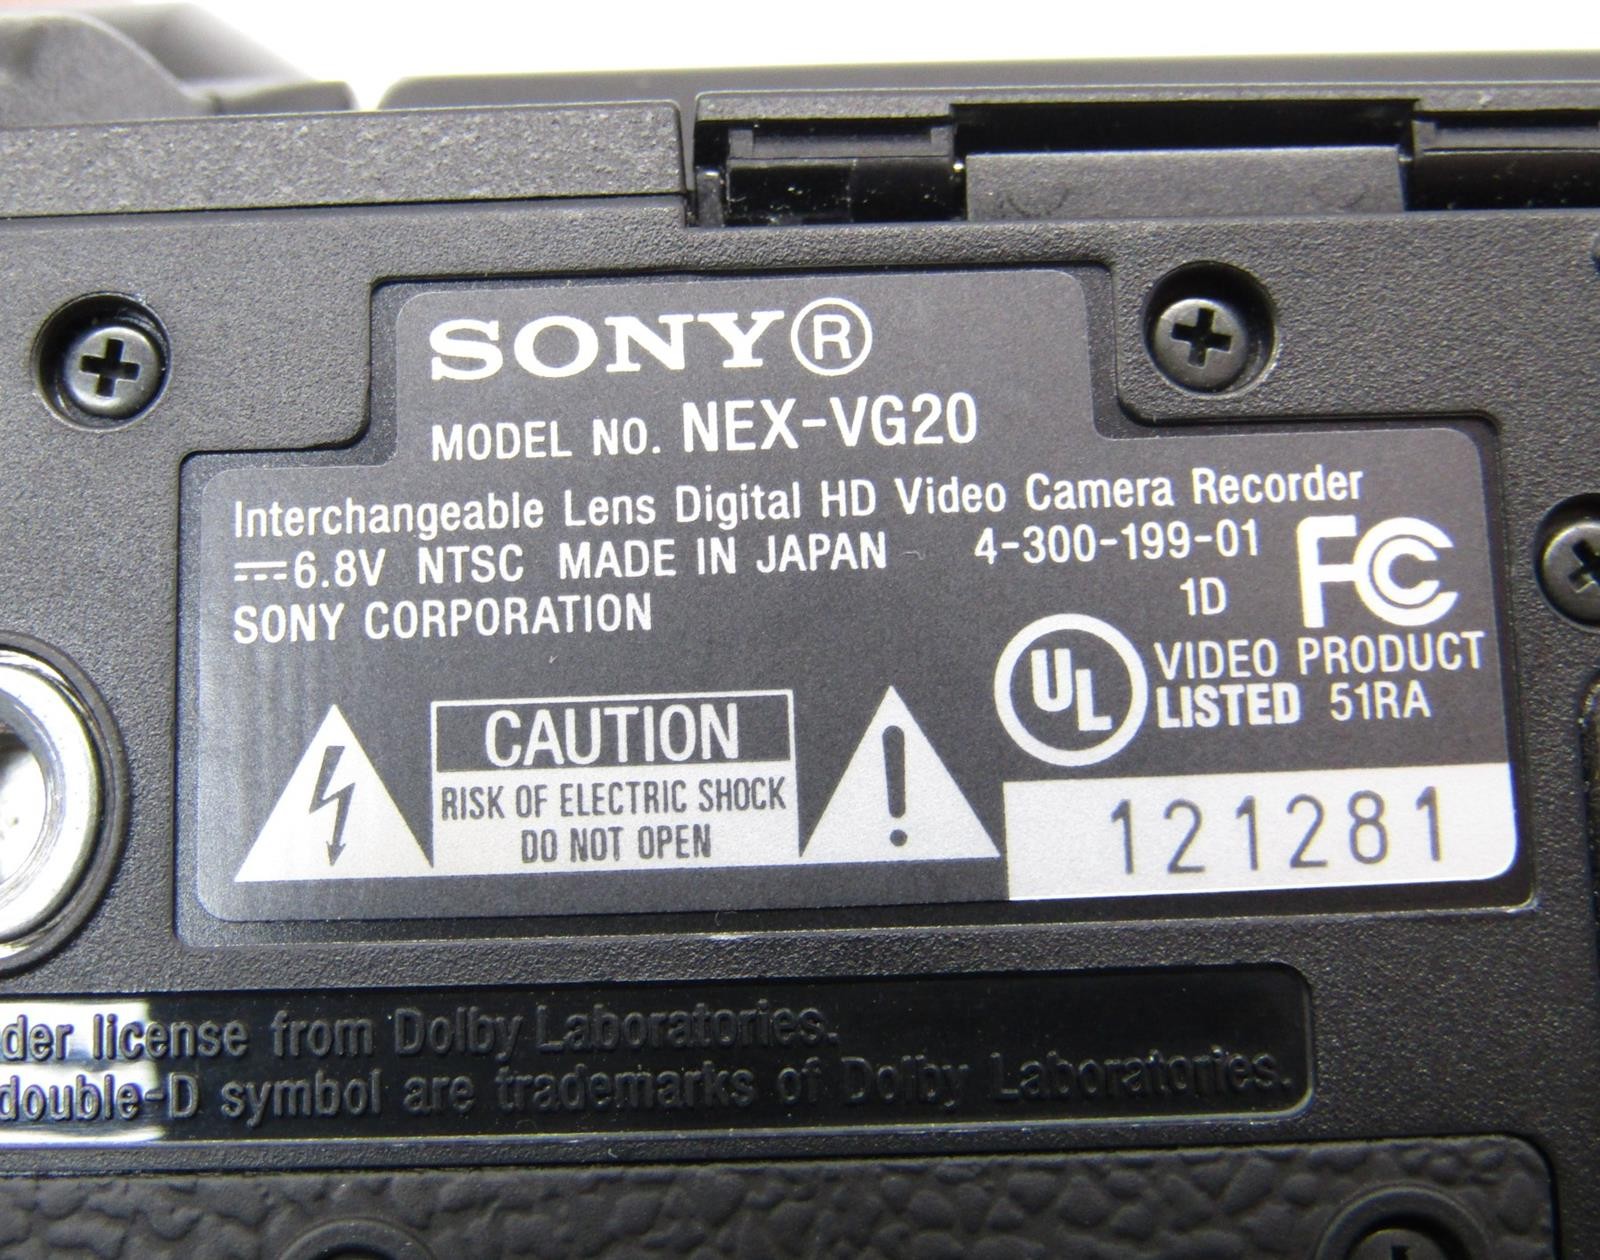 SONY®
MODEL NO. NEX-VG20
Interchangeable Lens Digital HD Video Camera Recorder
6.8V NTSC MADE IN JAPAN 4-300-199-01
1D
FC
SONY CORPORATION
UL
VIDEO PRODUCT
LISTED 51RA
CAUTION
RISK OF ELECTRIC SHOCK
DO NOT OPEN
121281
der license from Dolby Laboratories.
double-D symbol are trademarks of Dolby Laboratories.